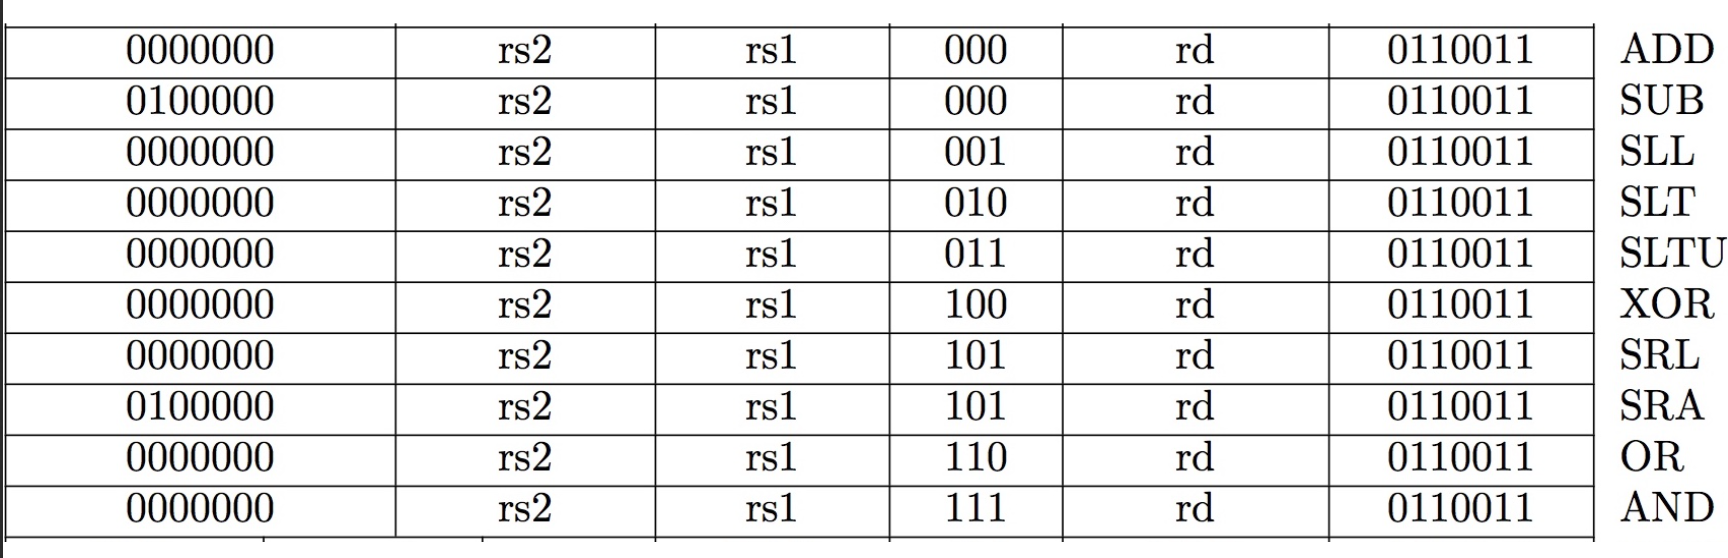 0000000 rs2 rs1 000 rd 0110011 ADD
0100000 rs2 rs1 000 rd 0110011 SUB
0000000 rs2 rs1 001 rd 0110011 SLL
0000000 rs2 rs1 010 rd 0110011 SLT
0000000 rs2 rs1 011 rd 0110011 SLTU
0000000 rs2 rs1 100 rd 0110011 XOR
0000000 rs2 rs1 101 rd 0110011 SRL
0100000 rs2 rs1 101 rd 0110011 SRA
0000000 rs2 rs1 110 rd 0110011 OR
0000000 rs2 rs1 111 rd 0110011 AND